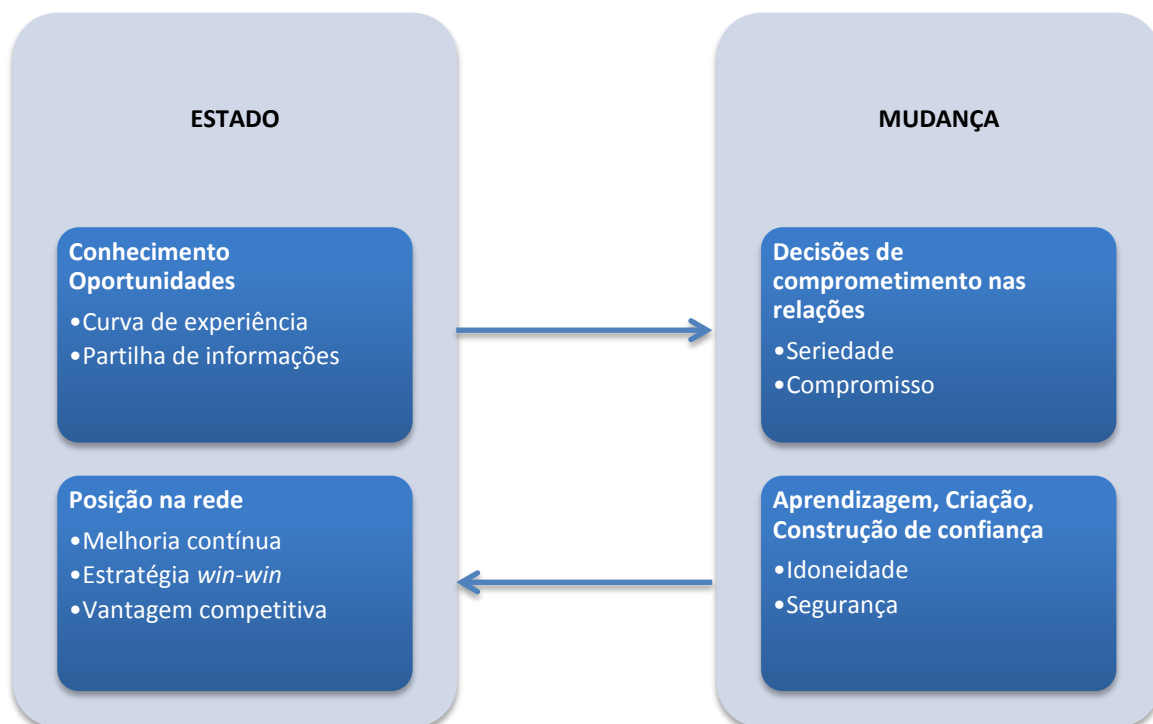 ESTADO
Conhecimento
Oportunidades
•Curva de experiência
•Partilha de informações
Posição na rede
•Melhoria contínua
•Estratégia win-win
•Vantagem competitiva
MUDANÇA
Decisões de
comprometimento nas
relações
•Seriedade
•Compromisso
Aprendizagem, Criação,
Construção de confiança
•Idoneidade
•Segurança